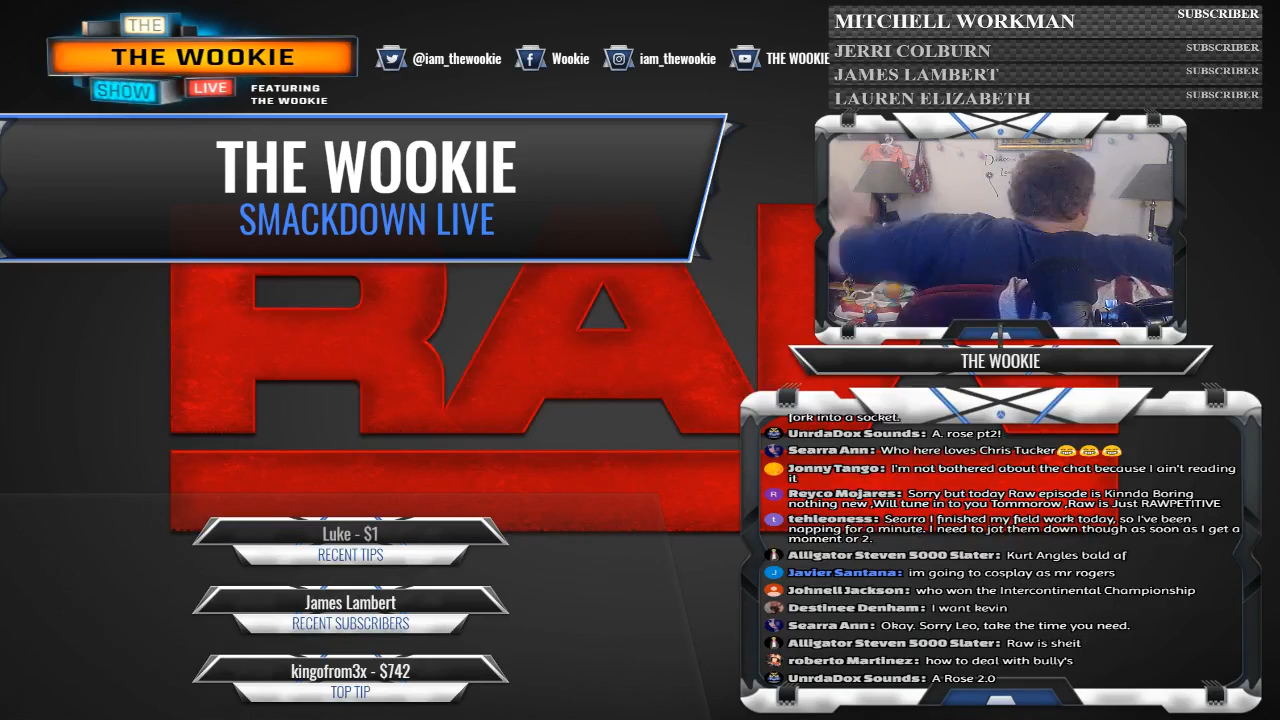 THE
THE WOOKIE
SHOW
LIVE
FEATURING
THE WOOKIE
@iam_thewookie
Wookie
iam_thewookie
THE WOOKIE
MITCHELL WORKMAN SUBSCRIBER
JERRI COLBURN SUBSCRIBER
JAMES LAMBERT SUBSCRIBER
LAUREN ELIZABETH SUBSCRIBER
THE WOOKIE
SMACKDOWN LIVE
RAW
THE WOOKIE
fork into a socket.
UnrdaDox Sounds: A. rose pt2!
Searra Ann: Who here loves Chris Tucker😂😂😂
Jonny Tango: I'm not bothered about the chat because I ain't reading
it
Reyco Mojares: Sorry but today Raw episode is Kinnda Boring
nothing new ,Will tune in to you Tommorow ,Raw is Just RAWPETITIVE
tehleoness: Searra I finished my field work today, so I've been
napping for a minute. I need to jot them down though as soon as I get a
moment or 2.
Alligator Steven 5000 Slater: Kurt Angles bald af
Javier Santana: im going to cosplay as mr rogers
Johnell Jackson: who won the Intercontinental Championship
Destinee Denham: I want kevin
Searra Ann: Okay. Sorry Leo, take the time you need.
Alligator Steven 5000 Slater: Raw is sheit
roberto Martinez: how to deal with bully's
UnrdaDox Sounds: A Rose 2.0
Luke - $1
RECENT TIPS
James Lambert
RECENT SUBSCRIBERS
kingofrom3x - $742
TOP TIP